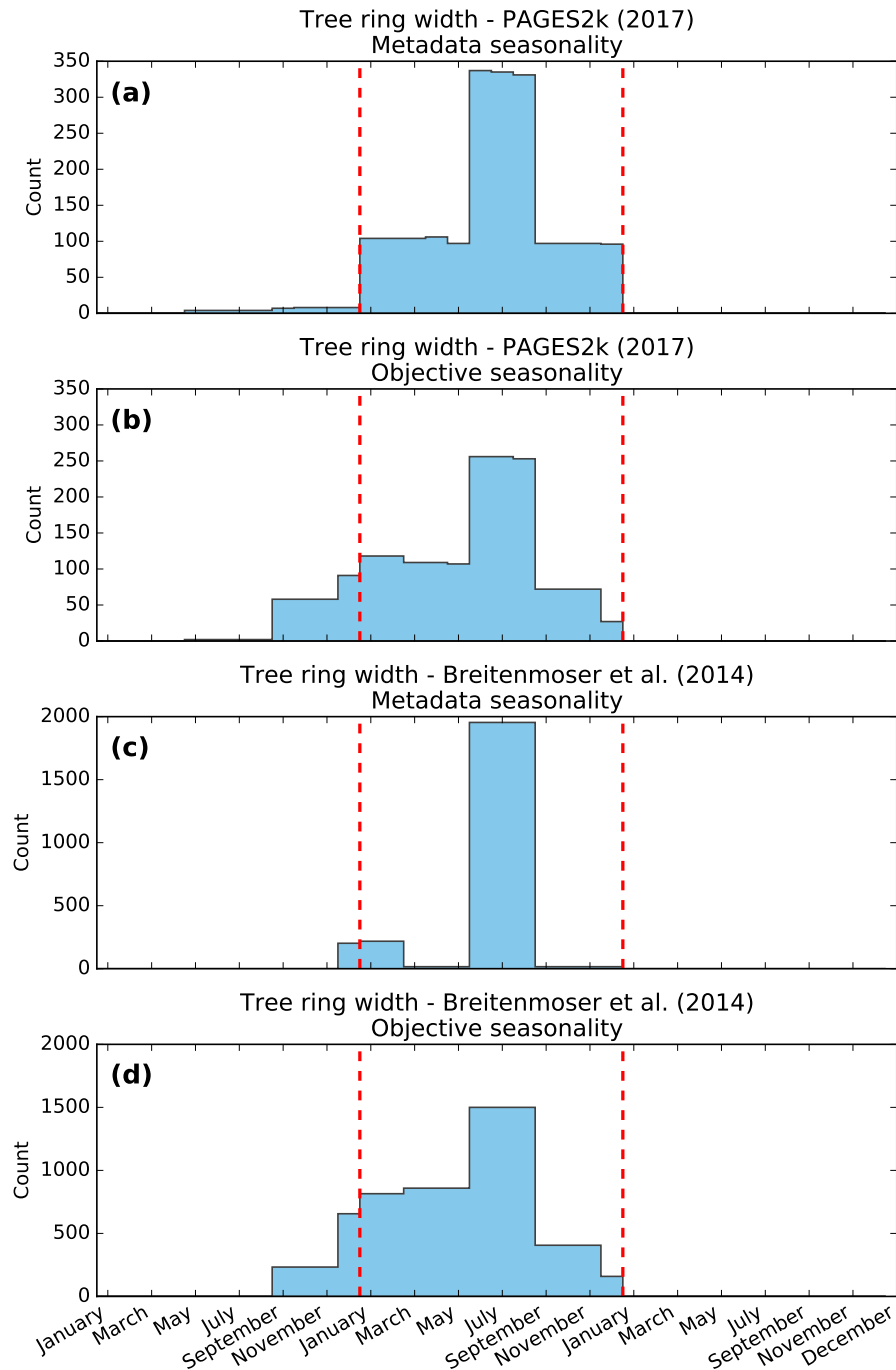 Tree ring width - PAGES2k (2017)
Metadata seasonality
(a)
Count
350
300
250
200
150
100
50
0
Tree ring width - PAGES2k (2017)
Objective seasonality
(b)
Count
350
300
250
200
150
100
50
0
Tree ring width - Breitenmoser et al. (2014)
Metadata seasonality
(c)
Count
2000
1500
1000
500
0
Tree ring width - Breitenmoser et al. (2014)
Objective seasonality
(d)
Count
2000
1500
1000
500
0
January
March
May
July
September
November
January
March
May
July
September
November
January
March
May
July
September
November
December